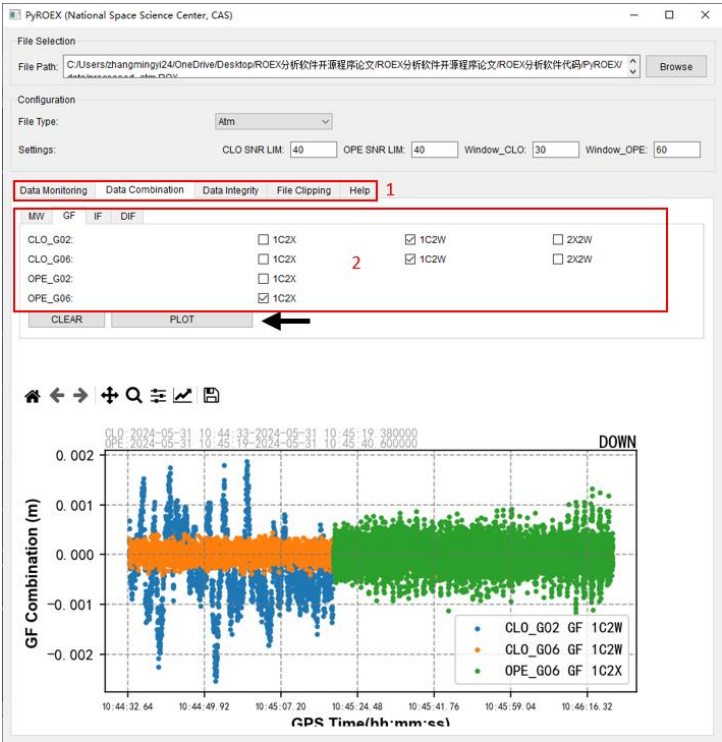 PyROEX (National Space Science Center, CAS)
File Selection
File Path: C:/Users/zhangmingyi24/OneDrive/Desktop/ROEX分析软件开源程序论文/ROEX分析软件开源程序论文/ROEX分析软件代码/PyROEX/
Browse
Configuration
File Type: Atm
Settings: CLO SNR LIM: 40 OPE SNR LIM: 40 Window_CLO: 30 Window_OPE: 60
Data Monitoring Data Combination Data Integrity File Clipping Help 1
MW GF IF DIF
CLO_G02: 1C2X 1C2W 2X2W
CLO_G06: 1C2X 1C2W 2X2W
2
OPE_G02: 1C2X
OPE_G06: 1C2X
CLEAR PLOT
CLO:2024-05-31 10:44:33-2024-05-31 10:45:19.380000
OPE:2024-05-31 10:45:19-2024-05-31 10:45:40.600000
DOWN
0.002
0.001
0.000
-0.001
-0.002
GF Combination (m)
CLO_G02 GF 1C2W
CLO_G06 GF 1C2W
OPE_G06 GF 1C2X
10:44:32.64 10:44:49.92 10:45:07.20 10:45:24.48 10:45:41.76 10:45:59.04 10:46:16.32
GPS Time(hh:mm:ss)